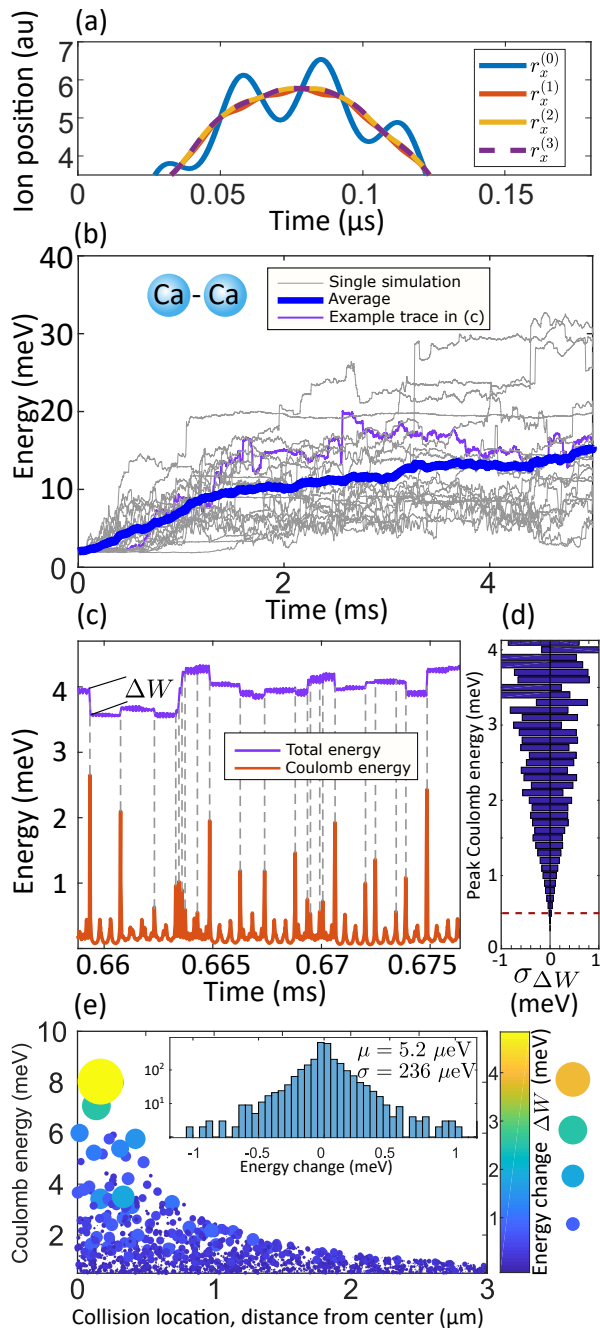 (a)
Ion position (au)
7
6
5
4
0
0.05
0.1
0.15
Time (μs)
r_x^(0)
r_x^(1)
r_x^(2)
r_x^(3)
(b)
Energy (meV)
40
30
20
10
0
0
2
4
Time (ms)
Ca - Ca
Single simulation
Average
Example trace in (c)
(c)
Energy (meV)
4
3
2
1
ΔW
Total energy
Coulomb energy
0.66
0.665
0.67
0.675
Time (ms)
(d)
Peak Coulomb energy (meV)
4
3
2
1
0
-1
0
1
σ_ΔW
(meV)
(e)
Coulomb energy (meV)
10
8
6
4
2
0
1
2
3
Collision location, distance from center (μm)
10²
10¹
μ = 5.2 μeV
σ = 236 μeV
-1
-0.5
0
0.5
1
Energy change (meV)
4
3
2
1
Energy change ΔW (meV)